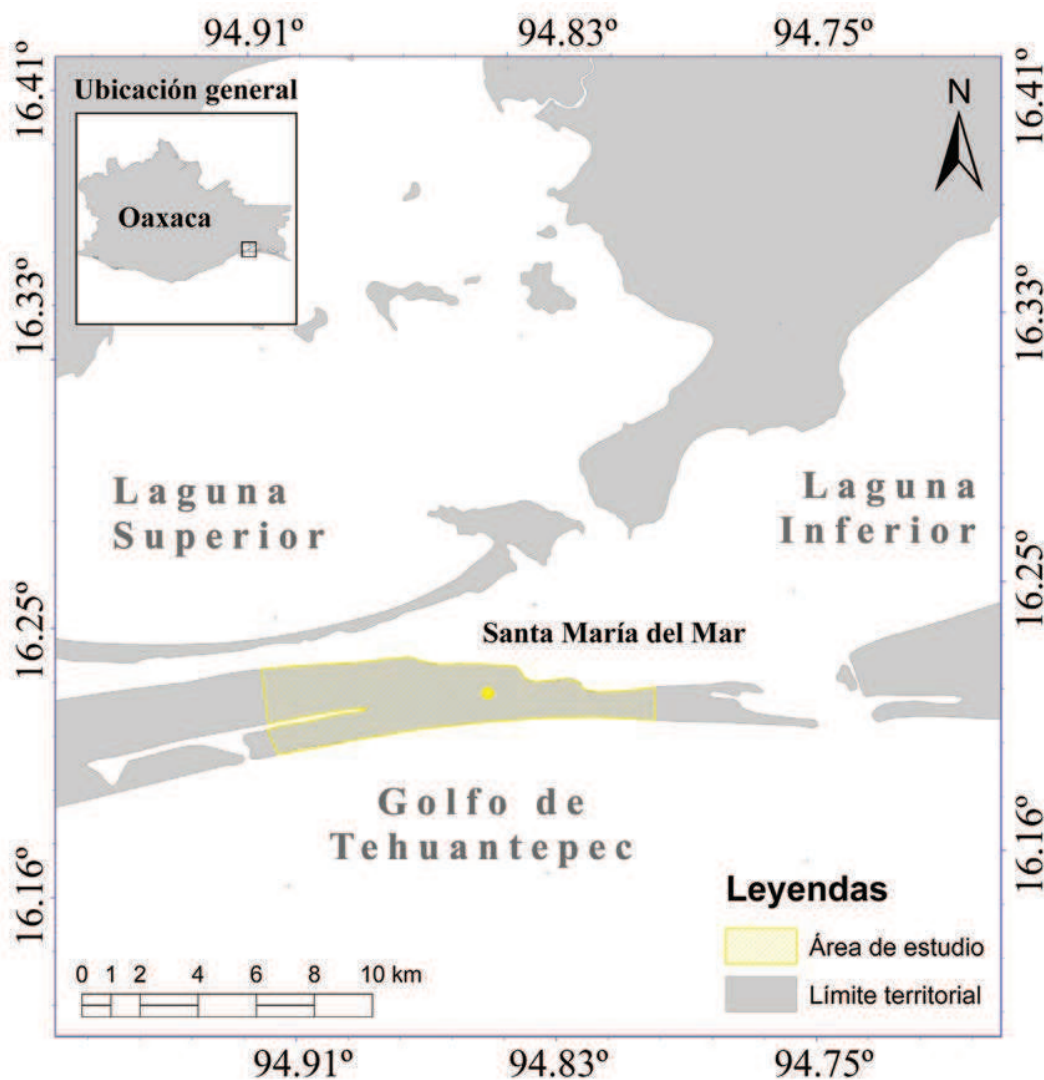 94.91º 94.83º 94.75º
16.41º
16.33º
16.25º
16.16º
16.41º
16.33º
16.25º
16.16º
Ubicación general
Oaxaca
N
Laguna
Superior
Laguna
Inferior
Santa María del Mar
Golfo de
Tehuantepec
Leyendas
Área de estudio
Límite territorial
0 1 2 4 6 8 10 km
94.91º 94.83º 94.75º